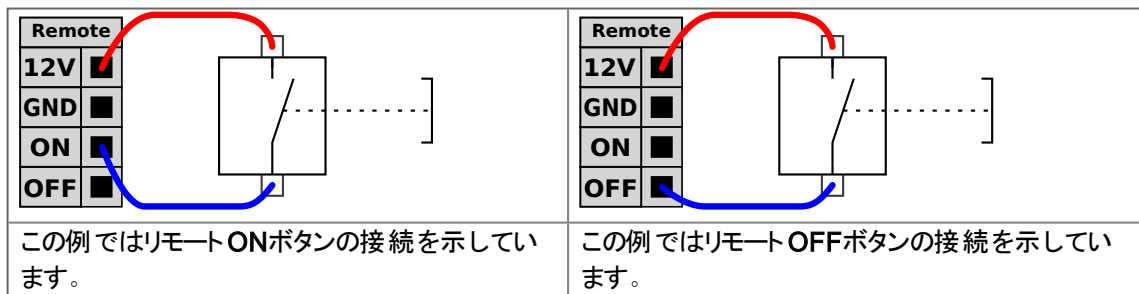 Remote
12V
GND
ON
OFF
Remote
12V
GND
ON
OFF
この例ではリモートONボタンの接続を示してい
ます。
この例ではリモートOFFボタンの接続を示してい
ます。